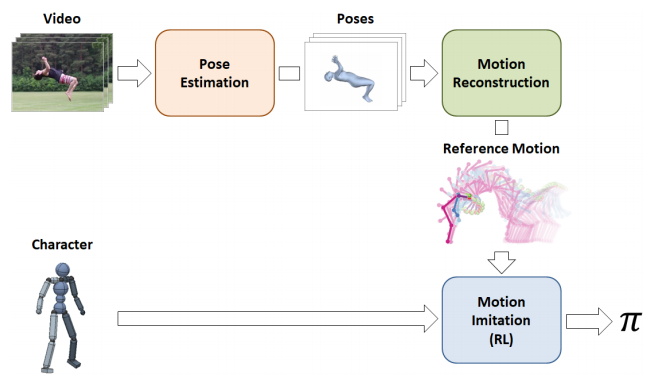 Video
Poses
Pose
Estimation
Motion
Reconstruction
Reference Motion
Character
Motion
Imitation
(RL)
π